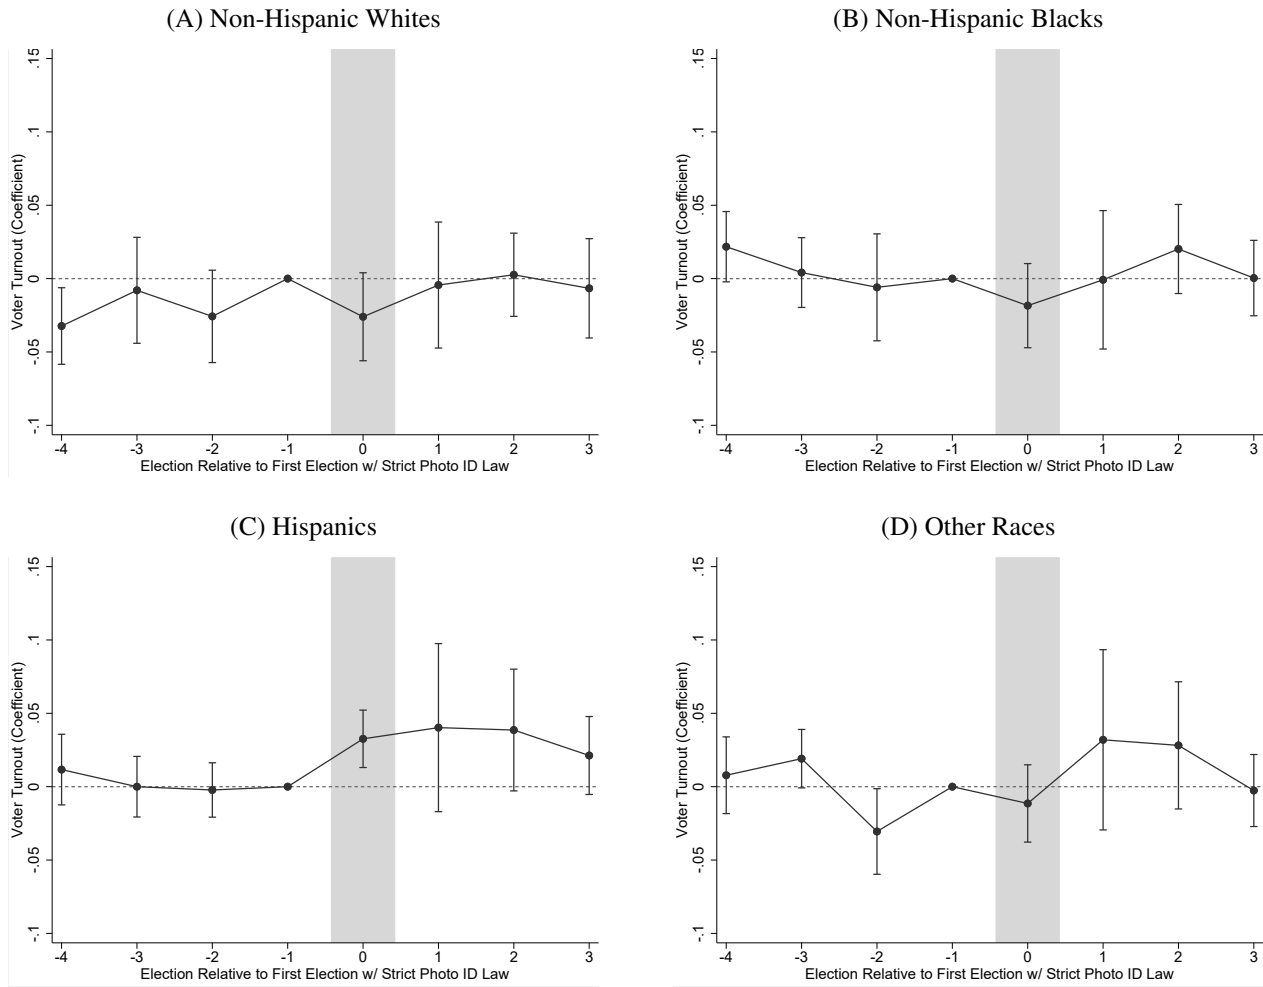 (A) Non-Hispanic Whites
Voter Turnout (Coefficient)
.15
.1
.05
0
-.05
-.1
-4 -3 -2 -1 0 1 2 3
Election Relative to First Election w/ Strict Photo ID Law
(B) Non-Hispanic Blacks
Voter Turnout (Coefficient)
.15
.1
.05
0
-.05
-.1
-4 -3 -2 -1 0 1 2 3
Election Relative to First Election w/ Strict Photo ID Law
(C) Hispanics
Voter Turnout (Coefficient)
.15
.1
.05
0
-.05
-.1
-4 -3 -2 -1 0 1 2 3
Election Relative to First Election w/ Strict Photo ID Law
(D) Other Races
Voter Turnout (Coefficient)
.15
.1
.05
0
-.05
-.1
-4 -3 -2 -1 0 1 2 3
Election Relative to First Election w/ Strict Photo ID Law